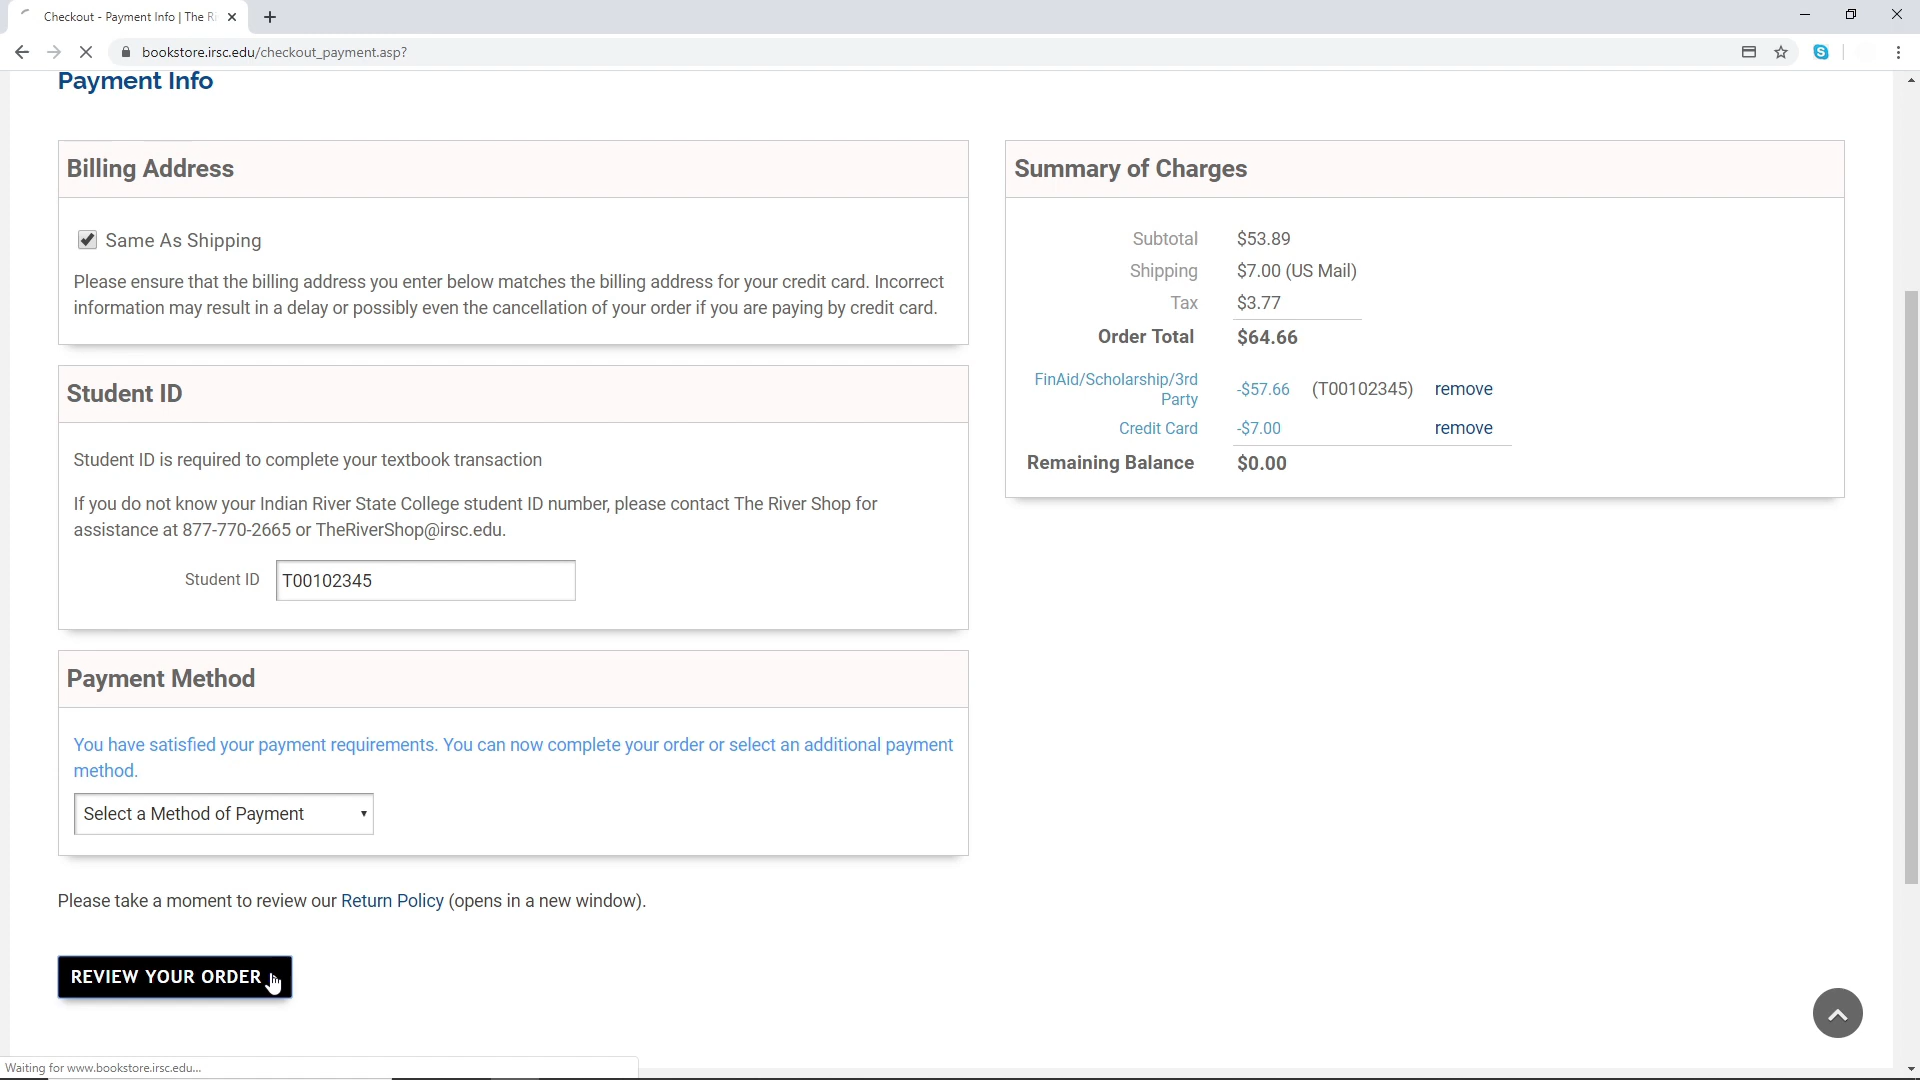 Checkout - Payment Info | The Ri
bookstore.irsc.edu/checkout_payment.asp?
Payment Info
Billing Address
Same As Shipping
Please ensure that the billing address you enter below matches the billing address for your credit card. Incorrect
information may result in a delay or possibly even the cancellation of your order if you are paying by credit card.
Student ID
Student ID is required to complete your textbook transaction
If you do not know your Indian River State College student ID number, please contact The River Shop for
assistance at 877-770-2665 or TheRiverShop@irsc.edu.
Student ID T00102345
Payment Method
You have satisfied your payment requirements. You can now complete your order or select an additional payment
method.
Select a Method of Payment
Please take a moment to review our Return Policy (opens in a new window).
REVIEW YOUR ORDER
Summary of Charges
Subtotal $53.89
Shipping $7.00 (US Mail)
Tax $3.77
Order Total $64.66
FinAid/Scholarship/3rd
Party -$57.66 (T00102345) remove
Credit Card -$7.00 remove
Remaining Balance $0.00
Waiting for www.bookstore.irsc.edu...